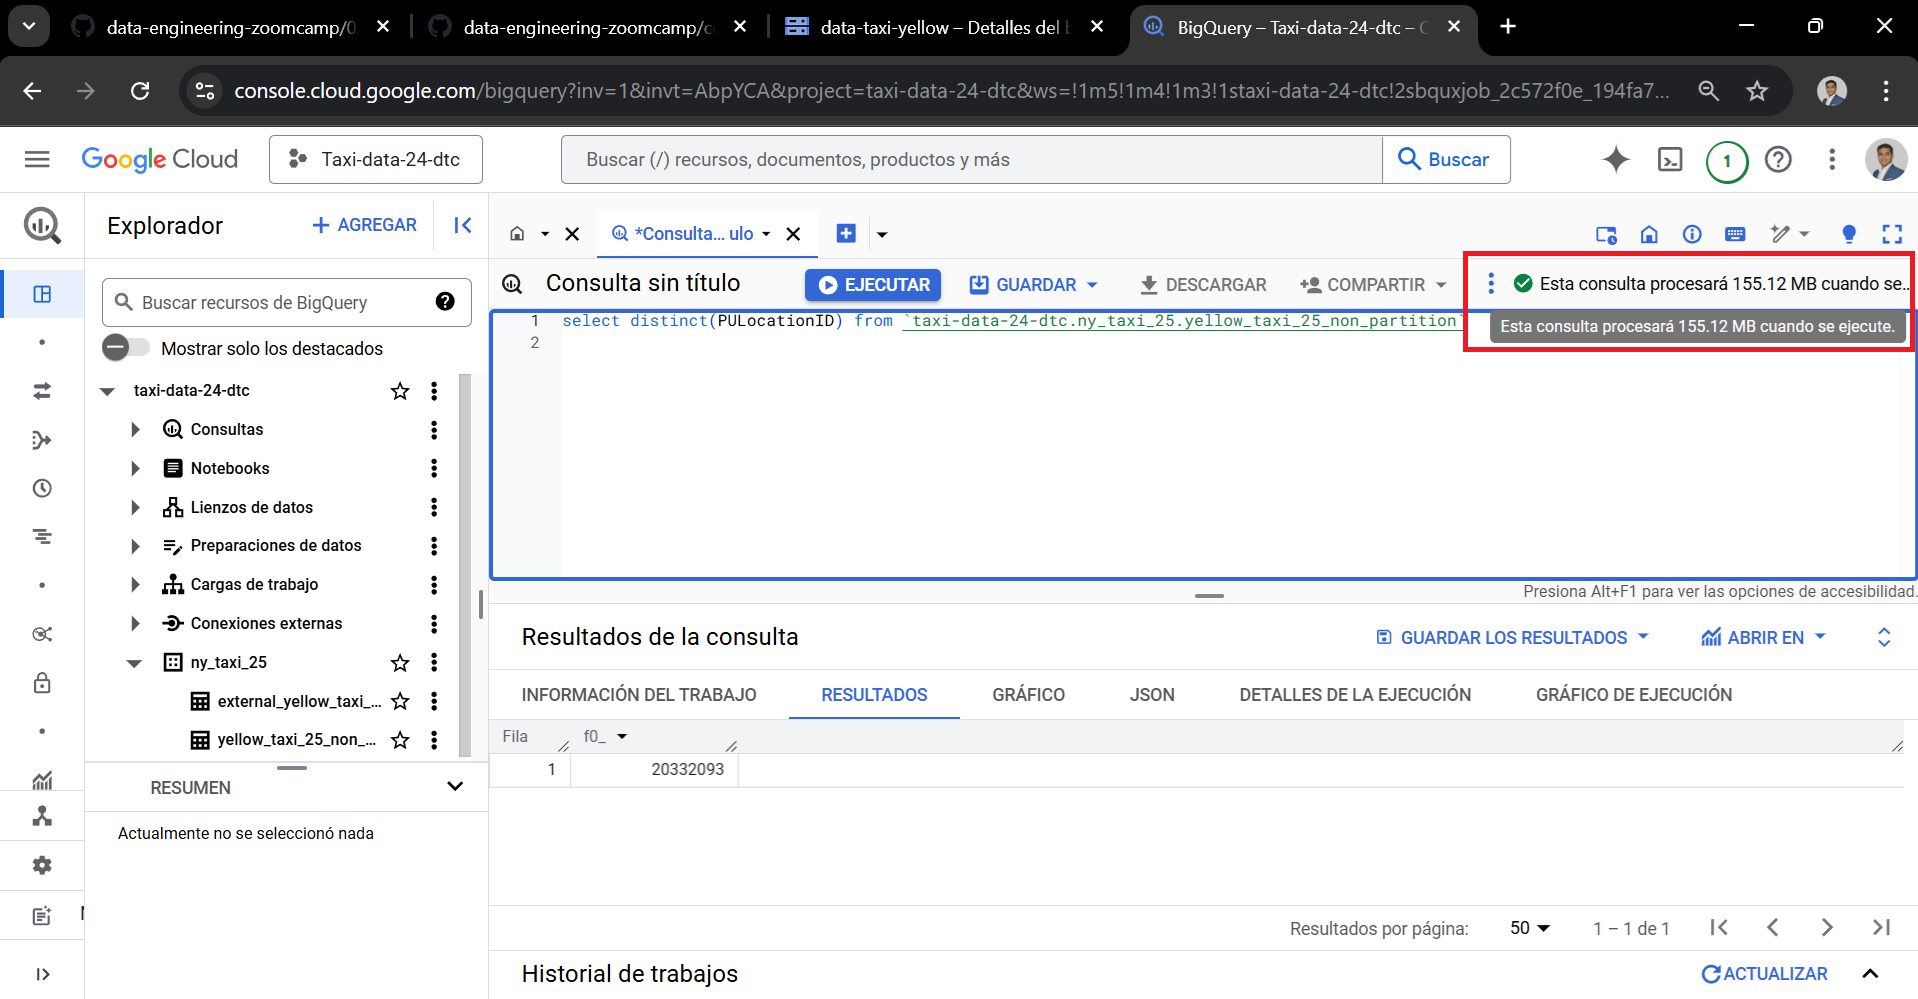 data-engineering-zoomcamp/0
data-engineering-zoomcamp/c
data-taxi-yellow – Detalles del b
BigQuery – Taxi-data-24-dtc – C
console.cloud.google.com/bigquery?inv=1&invt=AbpYCA&project=taxi-data-24-dtc&ws=!1m5!1m4!1m3!1staxi-data-24-dtc!2sbquxjob_2c572f0e_194fa7...
Google Cloud
Taxi-data-24-dtc
Buscar (/) recursos, documentos, productos y más
Buscar
1
Explorador
AGREGAR
*Consulta... ulo
Buscar recursos de BigQuery
Mostrar solo los destacados
taxi-data-24-dtc
Consultas
Notebooks
Lienzos de datos
Preparaciones de datos
Cargas de trabajo
Conexiones externas
ny_taxi_25
external_yellow_taxi_...
yellow_taxi_25_non_...
RESUMEN
Actualmente no se seleccionó nada
Consulta sin título
EJECUTAR
GUARDAR
DESCARGAR
COMPARTIR
Esta consulta procesará 155.12 MB cuando se...
1 select distinct(PULocationID) from `taxi-data-24-dtc.ny_taxi_25.yellow_taxi_25_non_partition`
Esta consulta procesará 155.12 MB cuando se ejecute.
2
Presiona Alt+F1 para ver las opciones de accesibilidad.
Resultados de la consulta
GUARDAR LOS RESULTADOS
ABRIR EN
INFORMACIÓN DEL TRABAJO
RESULTADOS
GRÁFICO
JSON
DETALLES DE LA EJECUCIÓN
GRÁFICO DE EJECUCIÓN
Fila
f0_
1
20332093
Resultados por página:
50
1 – 1 de 1
Historial de trabajos
ACTUALIZAR